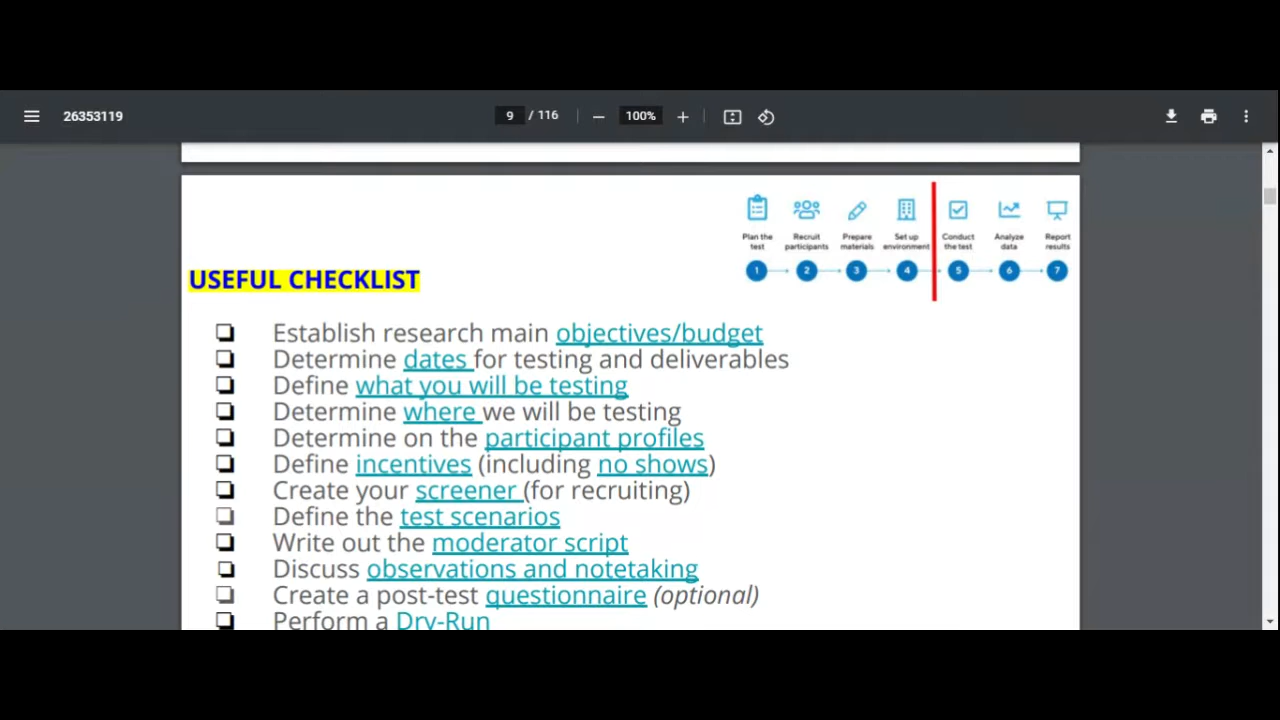 26353119
9 / 116
100%
Plan the test
Recruit participants
Prepare materials
Set up environment
Conduct the test
Analyze data
Report results
1 2 3 4 5 6 7
USEFUL CHECKLIST
Establish research main objectives/budget
Determine dates for testing and deliverables
Define what you will be testing
Determine where we will be testing
Determine on the participant profiles
Define incentives (including no shows)
Create your screener (for recruiting)
Define the test scenarios
Write out the moderator script
Discuss observations and notetaking
Create a post-test questionnaire (optional)
Perform a Dry-Run